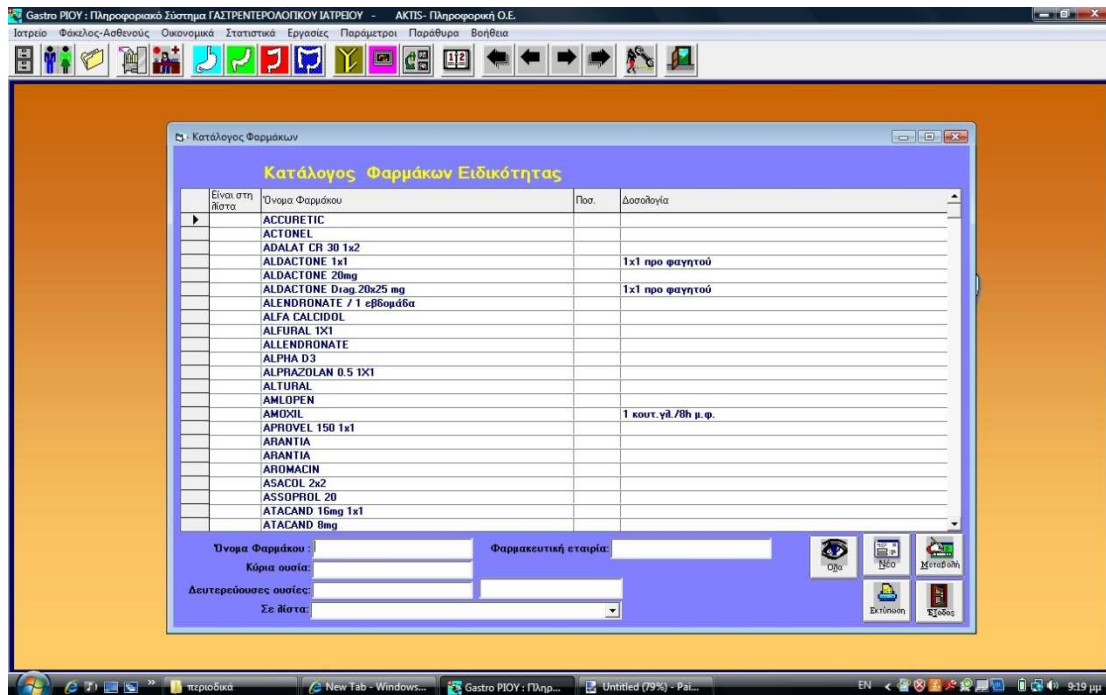 Gastro ΡΙΟΥ : Πληροφοριακό Σύστημα ΓΑΣΤΡΕΝΤΕΡΟΛΟΓΙΚΟΥ ΙΑΤΡΕΙΟΥ - AKTIS- Πληροφορική Ο.Ε.
Ιατρείο Φάκελος-Ασθενούς Οικονομικά Στατιστικά Εργασίες Παράμετροι Παράθυρα Βοήθεια
Κατάλογος Φαρμάκων
Κατάλογος Φαρμάκων Ειδικότητας
Είναι στη λίστα Όνομα Φαρμάκου Ποσ. Δοσολογία
ACCURETIC
ACTONEL
ADALAT CR 30 1x2
ALDACTONE 1x1 1x1 προ φαγητού
ALDACTONE 20mg
ALDACTONE Drag.20x25 mg 1x1 προ φαγητού
ALENDRONATE / 1 εβδομάδα
ALFA CALCIDOL
ALFURAL 1X1
ALLENDRONATE
ALPHA D3
ALPRAZOLAN 0.5 1X1
ALTURAL
AMLOPEN
AMOXIL 1 κουτ.γλ./8h μ.φ.
APROVEL 150 1x1
ARANTIA
ARANTIA
AROMACIN
ASACOL 2x2
ASSOPROL 20
ATACAND 16mg 1x1
ATACAND 8mg
Όνομα Φαρμάκου : Φαρμακευτική εταιρία:
Κύρια ουσία:
Δευτερεύουσες ουσίες:
Σε λίστα:
Ολα Νέο Μεταβολή
Εκτύπωση Έξοδος
περιοδικά New Tab - Windows... Gastro ΡΙΟΥ : Πληρ... Untitled (79%) - Pai... EN 9:19 μμ